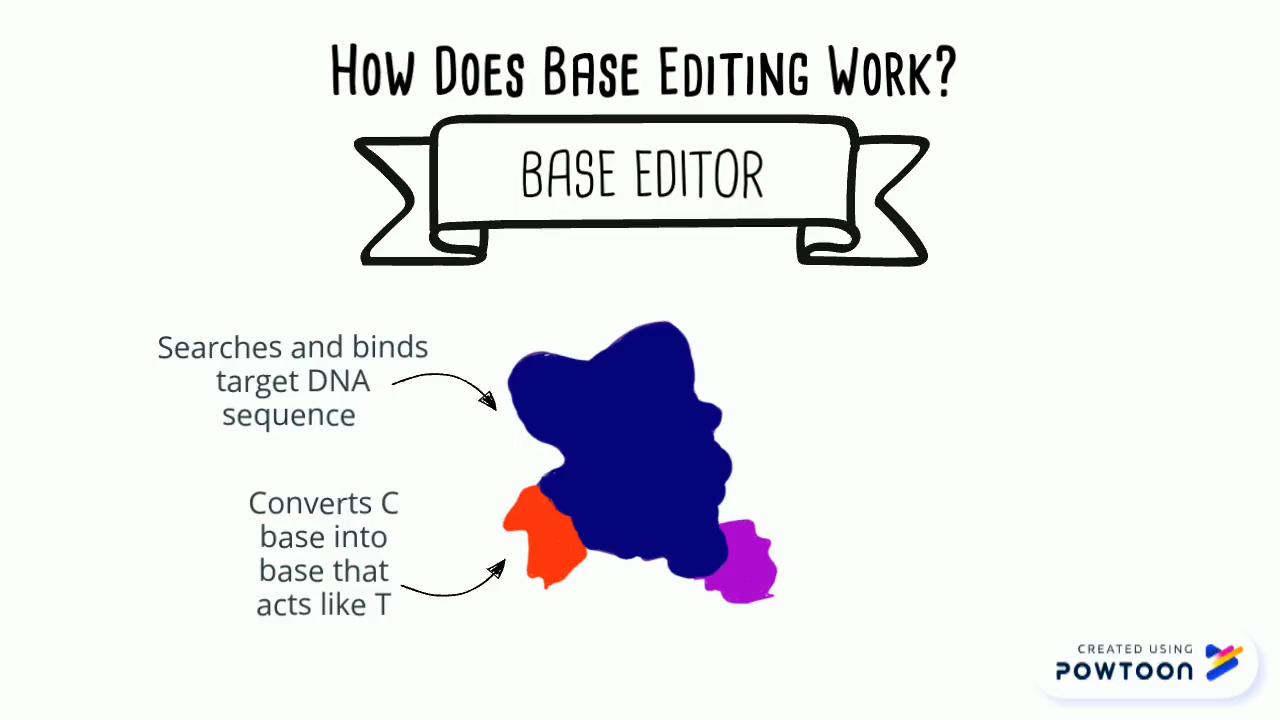 How Does Base Editing Work?
BASE EDITOR
Searches and binds
target DNA
sequence
Converts C
base into
base that
acts like T
CREATED USING
POWTOON